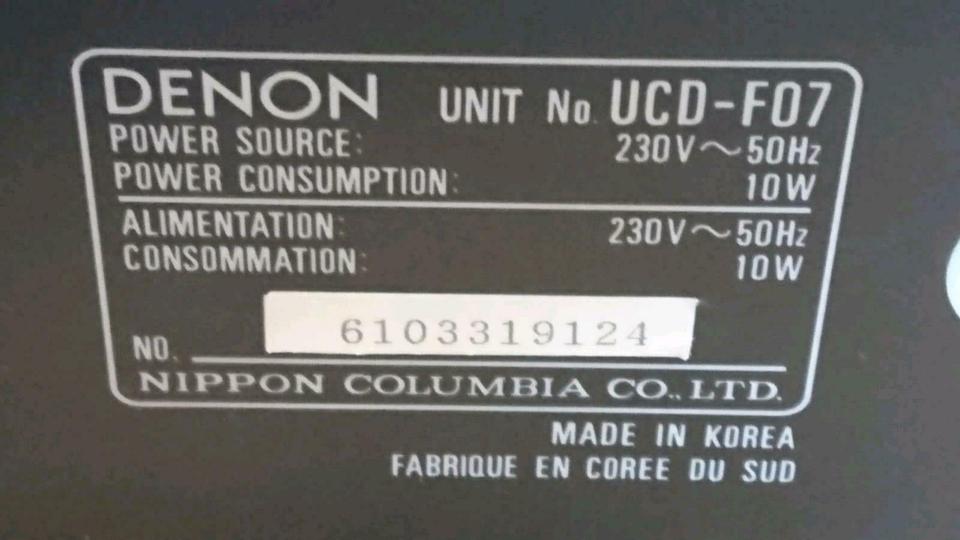 DENON UNIT No. UCD-F07
POWER SOURCE: 230V~50Hz
POWER CONSUMPTION: 10W
ALIMENTATION: 230V~50Hz
CONSOMMATION: 10W
NO. 6103319124
NIPPON COLUMBIA CO., LTD.
MADE IN KOREA
FABRIQUE EN COREE DU SUD